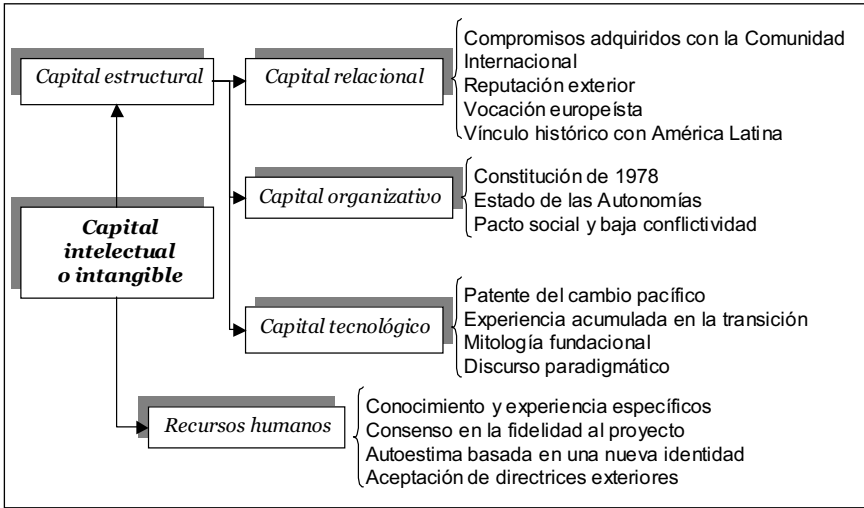 Capital estructural
Capital relacional
Compromisos adquiridos con la Comunidad
Internacional
Reputación exterior
Vocación europeísta
Vínculo histórico con América Latina
Capital organizativo
Constitución de 1978
Estado de las Autonomías
Pacto social y baja conflictividad
Capital
intelectual
o intangible
Capital tecnológico
Patente del cambio pacífico
Experiencia acumulada en la transición
Mitología fundacional
Discurso paradigmático
Recursos humanos
Conocimiento y experiencia específicos
Consenso en la fidelidad al proyecto
Autoestima basada en una nueva identidad
Aceptación de directrices exteriores